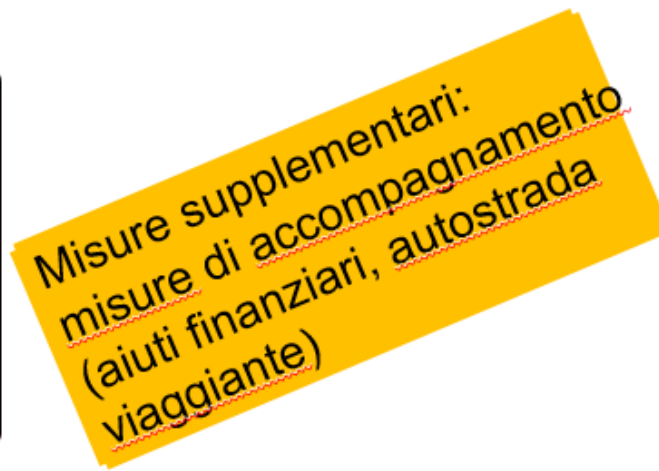 Misure supplementari:
misure di accompagnamento
(aiuti finanziari, autostrada
viaggiante)